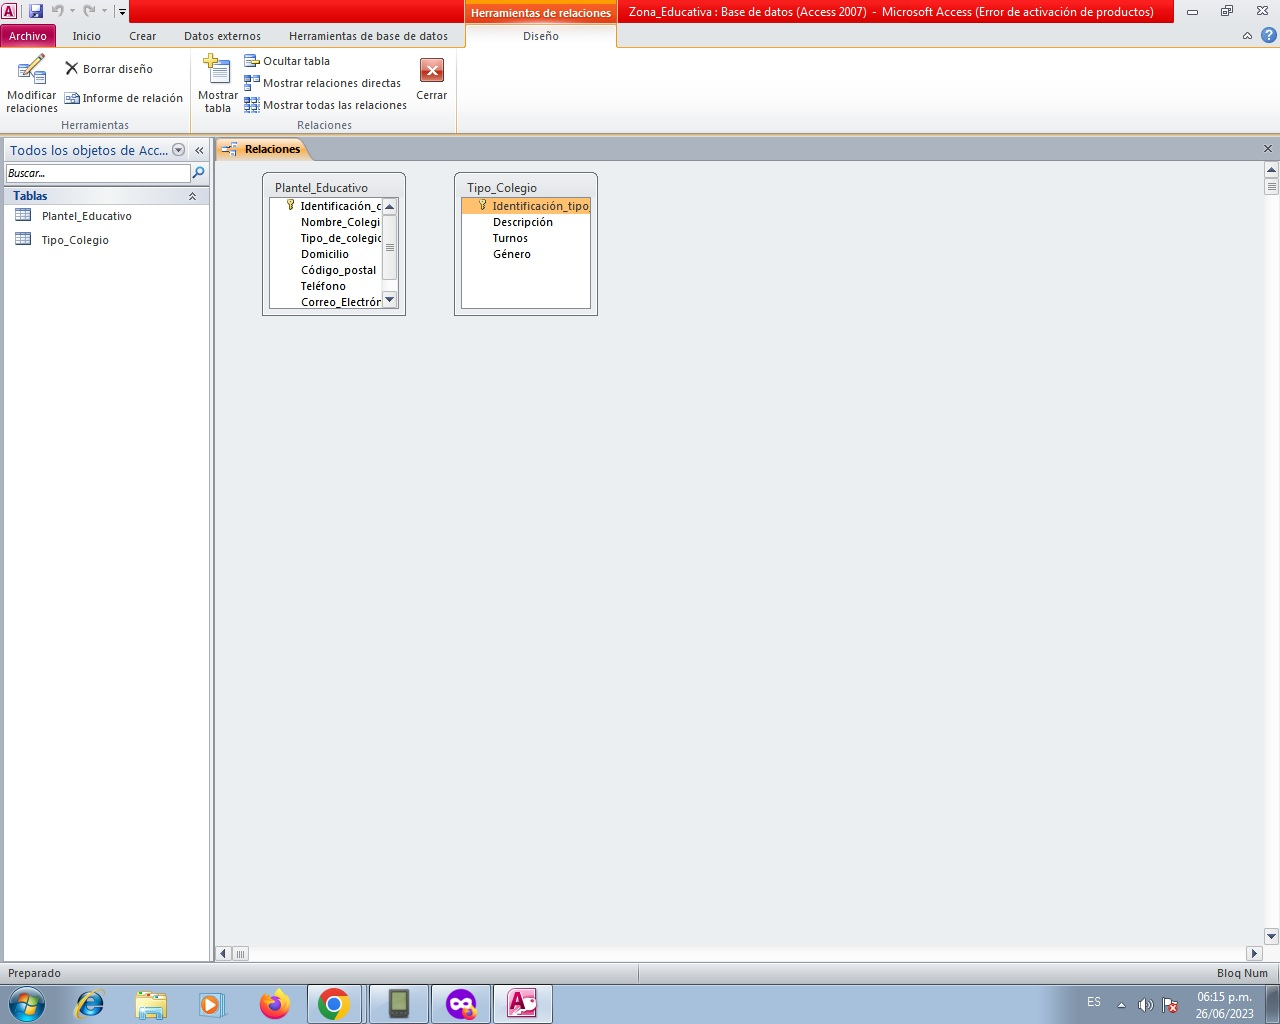 Herramientas de relaciones
Zona_Educativa : Base de datos (Access 2007) - Microsoft Access (Error de activación de productos)
Archivo
Inicio
Crear
Datos externos
Herramientas de base de datos
Diseño
Modificar
relaciones
Borrar diseño
Informe de relación
Herramientas
Mostrar
tabla
Ocultar tabla
Mostrar relaciones directas
Mostrar todas las relaciones
Relaciones
Cerrar
Todos los objetos de Acc...
Buscar...
Tablas
Plantel_Educativo
Tipo_Colegio
Relaciones
Plantel_Educativo
Identificación_c
Nombre_Colegi
Tipo_de_colegio
Domicilio
Código_postal
Teléfono
Correo_Electrón
Tipo_Colegio
Identificación_tipo_
Descripción
Turnos
Género
Preparado
Bloq Num
ES
06:15 p.m.
26/06/2023